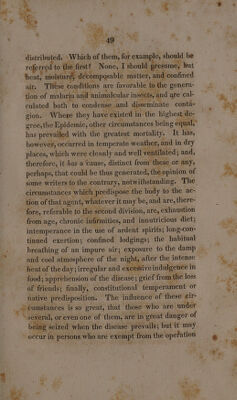 49
distributed. Which of them, for example, should be
referred to the first? None, I should presume, but
heat, moisture, decomposable matter, and confined
air. These conditions are favorable to the genera-
tion of malaria and animalcular insects, and are cal-
culated both to condense and disseminate conta-
gion. Where they have existed in the highest de-
gree, the Epidemic, other circumstances being equal,
has prevailed with the greatest mortality. It has,
however, occurred in temperate weather, and in dry
places, which were cleanly and well ventilated; and,
therefore, it has a cause, distinct from these or any,
perhaps, that could be thus generated, the opinion of
some writers to the contrary, notwithstanding. The
circumstances which predispose the body to the ac-
tion of that agent, whatever it may be, and are, there-
fore, referable to the second division, are, exhaustion
from age, chronic infirmities, and innutricious diet;
intemperance in the use of ardent spirits; long-con-
tinued exertion; confined lodgings; the habitual
breathing of an impure air; exposure to the damp
and cool atmosphere of the night, after the intense
heat of the day; irregular and excessive indulgence in
food; apprehension of the disease; grief from the loss
of friends; finally, constitutional temperament or
native predisposition. The influence of these cir-
cumstances is so great, that those who are under
several, or even one of them, are in great danger of
being seized when the disease prevails; but it may
occur in persons who are exempt from the operation